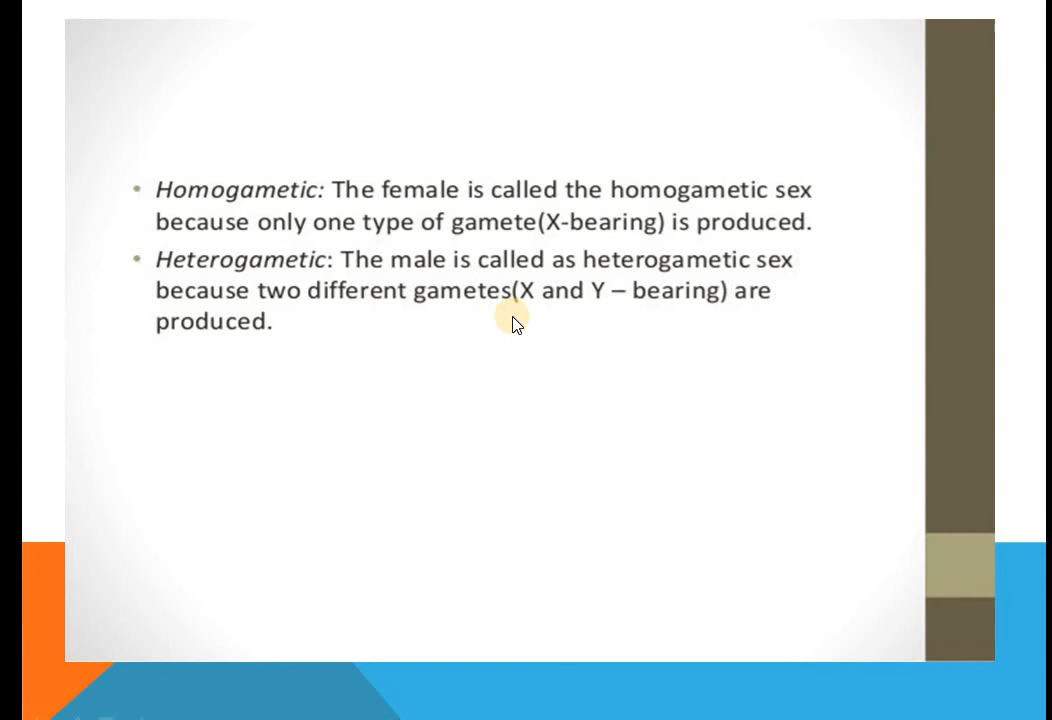 • Homogametic: The female is called the homogametic sex
because only one type of gamete(X-bearing) is produced.
• Heterogametic: The male is called as heterogametic sex
because two different gametes(X and Y – bearing) are
produced.